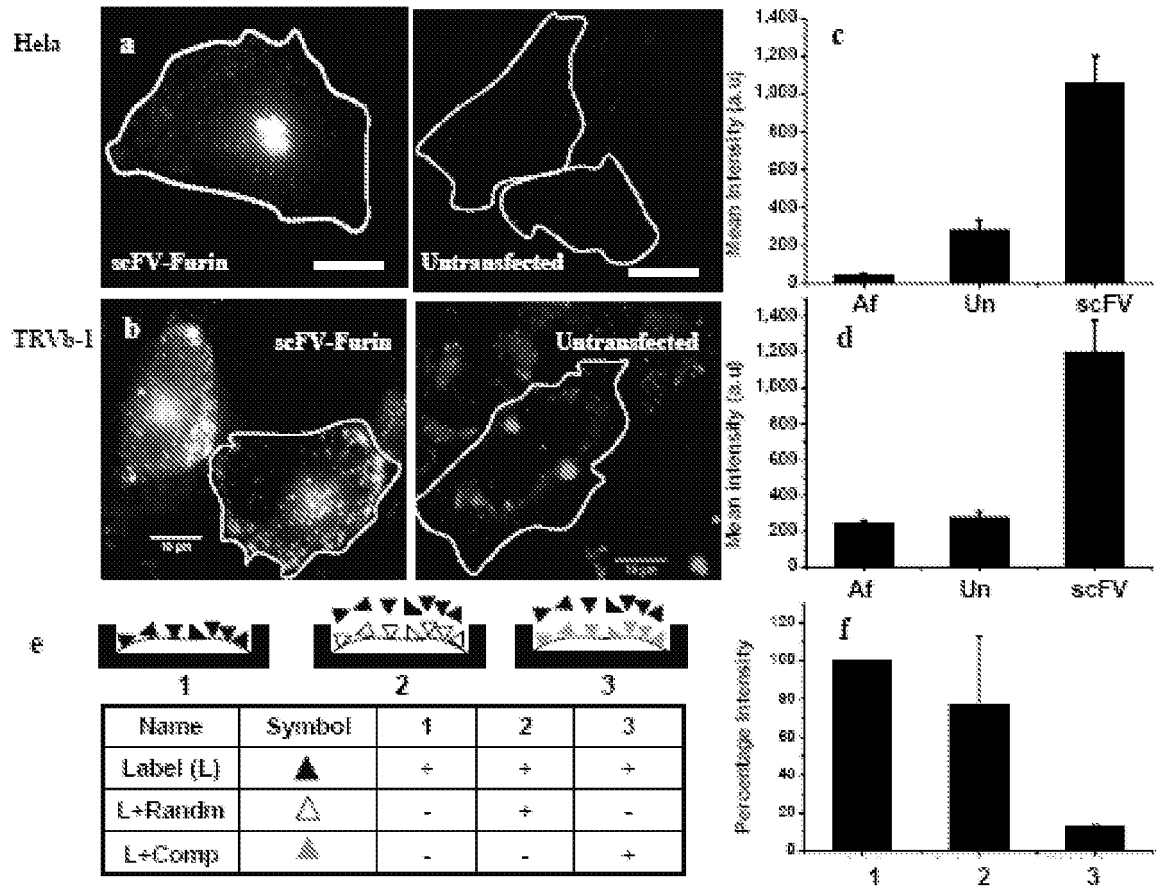 Hela
a
scFV-Furin
Untransfected
c
Mean intensity (a.u)
1,400
1,200
1,000
800
600
400
200
0
Af Un scFV
TRVb-1
b
scFV-Furin
10 µm
Untransfected
d
Mean intensity (a.u)
1,400
1,200
1,000
800
600
400
200
0
Af Un scFV
e
1 2 3
Name Symbol 1 2 3
Label (L) + + +
L+Randm - + -
L+Comp - - +
f
Percentage intensity
100
80
60
40
20
0
1 2 3